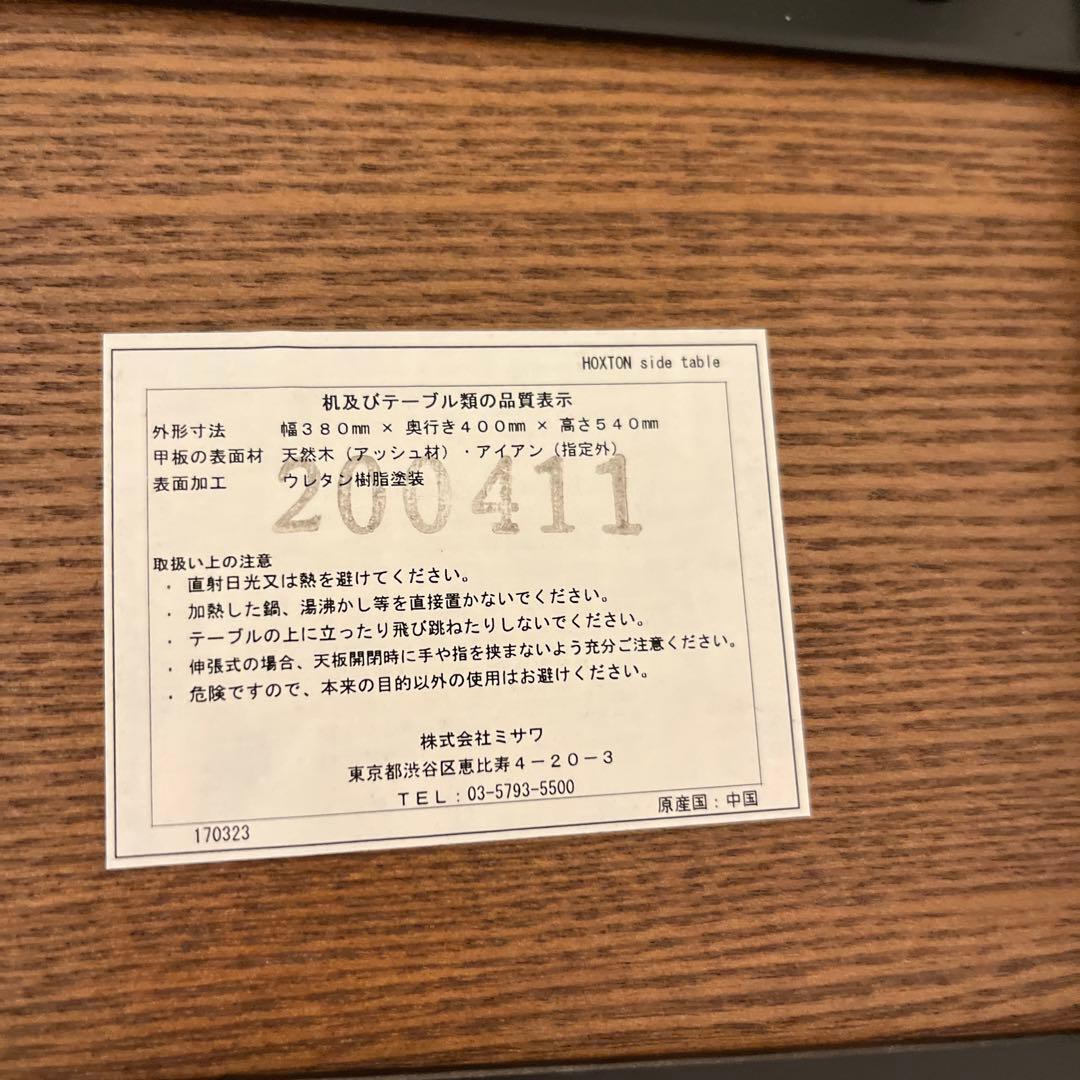 HOXTON side table
机及びテーブル類の品質表示
外形寸法 幅380mm × 奥行き400mm × 高さ540mm
甲板の表面材 天然木（アッシュ材）・アイアン（指定外）
表面加工 ウレタン樹脂塗装
200411
取扱い上の注意
・ 直射日光又は熱を避けてください。
・ 加熱した鍋、湯沸かし等を直接置かないでください。
・ テーブルの上に立ったり飛び跳ねたりしないでください。
・ 伸張式の場合、天板開閉時に手や指を挟まないよう充分ご注意ください。
・ 危険ですので、本来の目的以外の使用はお避けください。
株式会社ミサワ
東京都渋谷区恵比寿4－20－3
ＴＥＬ：03-5793-5500
原産国：中国
170323